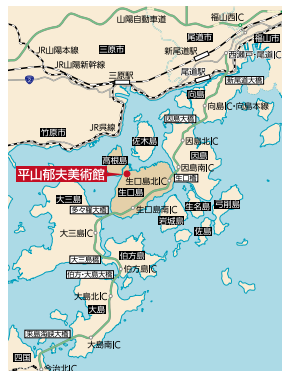 山陽自動車道
福山西IC
尾道市
福山市
JR山陽本線
三原市
新尾道駅
西瀬戸・尾道IC
JR山陽新幹線
2
三原駅
尾道駅
新尾道大橋
向島
向島IC・向島本線
因島大橋
JR呉線
竹原市
佐木島
因島北IC
高根島
因島
平山郁夫美術館
因島南IC
生口島北IC
生口橋
生口島
大三島
多々羅大橋
生口島南IC
生名島
弓削島
岩城島
佐島
大三島IC
大三島橋
伯方島
伯方島IC
伯方・大島大橋
大島北IC
大島
来島海峡大橋
大島南IC
四国
今治北IC